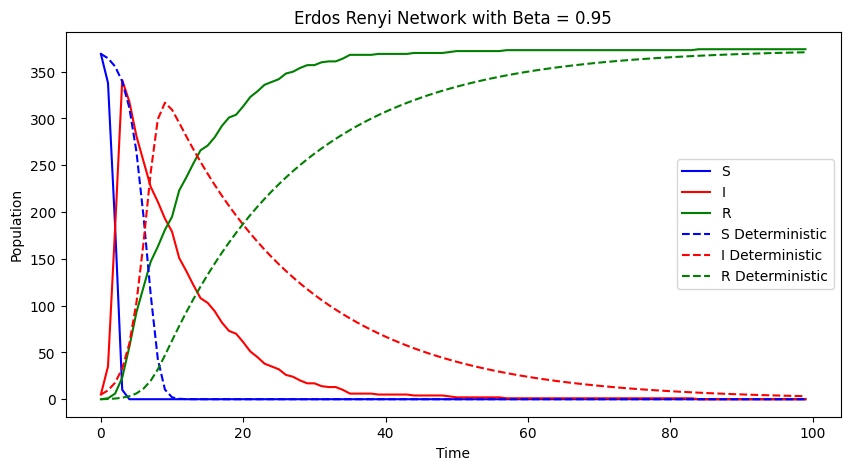 Erdos Renyi Network with Beta = 0.95
Population
350
300
250
200
150
100
50
0
S
I
R
S Deterministic
I Deterministic
R Deterministic
0 20 40 60 80 100
Time